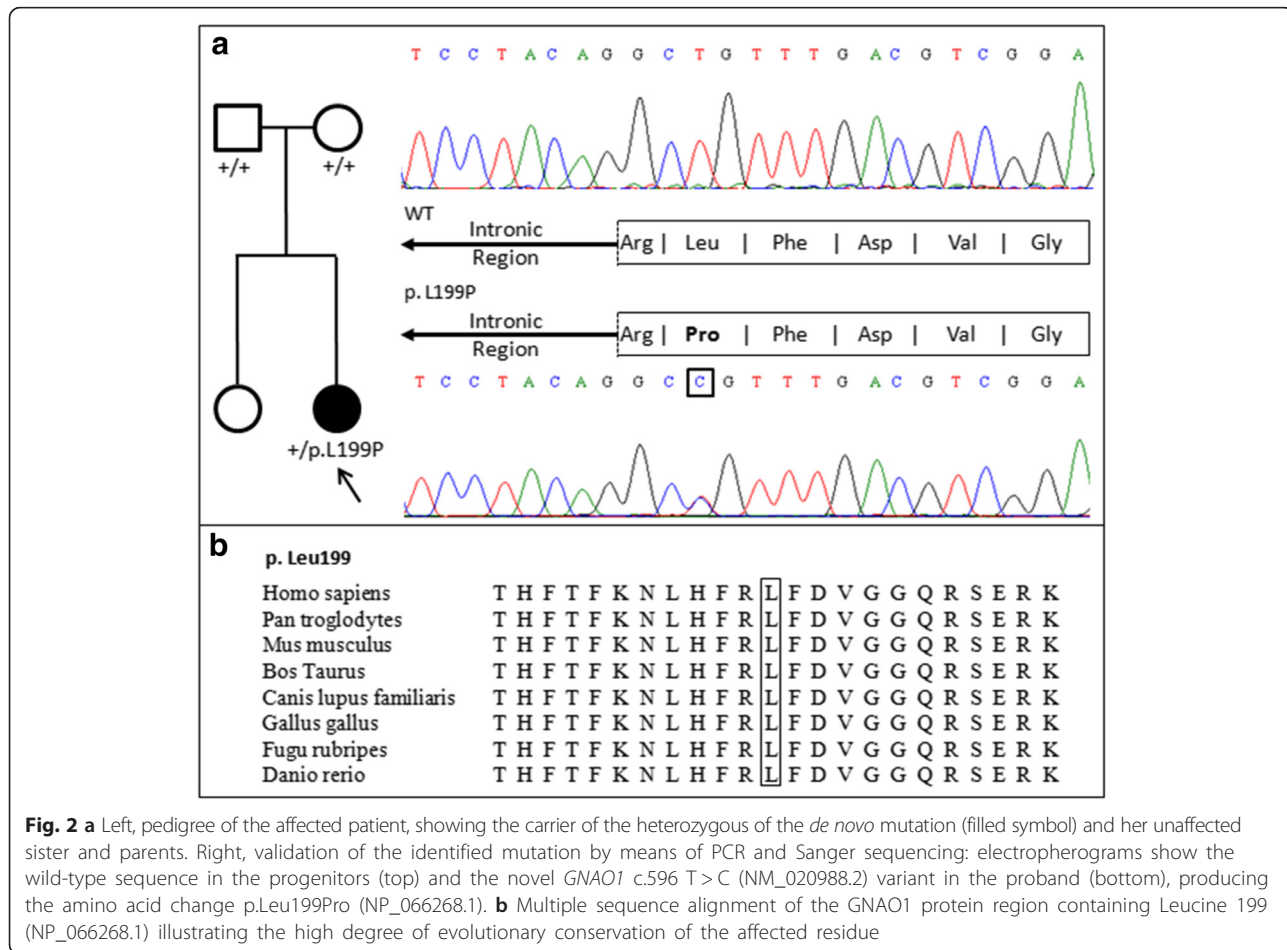 a
T C C T A C A G G C T G T T T G A C G T C G G A
+/+ +/+
WT
Intronic Region
Arg | Leu | Phe | Asp | Val | Gly
p. L199P
Intronic Region
Arg | Pro | Phe | Asp | Val | Gly
T C C T A C A G G C C G T T T G A C G T C G G A
+/p.L199P
b
p. Leu199
Homo sapiens T H F T F K N L H F R L F D V G G Q R S E R K
Pan troglodytes T H F T F K N L H F R L F D V G G Q R S E R K
Mus musculus T H F T F K N L H F R L F D V G G Q R S E R K
Bos Taurus T H F T F K N L H F R L F D V G G Q R S E R K
Canis lupus familiaris T H F T F K N L H F R L F D V G G Q R S E R K
Gallus gallus T H F T F K N L H F R L F D V G G Q R S E R K
Fugu rubripes T H F T F K N L H F R L F D V G G Q R S E R K
Danio rerio T H F T F K N L H F R L F D V G G Q R S E R K
Fig. 2 a Left, pedigree of the affected patient, showing the carrier of the heterozygous of the de novo mutation (filled symbol) and her unaffected
sister and parents. Right, validation of the identified mutation by means of PCR and Sanger sequencing: electropherograms show the
wild-type sequence in the progenitors (top) and the novel GNAO1 c.596 T > C (NM_020988.2) variant in the proband (bottom), producing
the amino acid change p.Leu199Pro (NP_066268.1). b Multiple sequence alignment of the GNAO1 protein region containing Leucine 199
(NP_066268.1) illustrating the high degree of evolutionary conservation of the affected residue